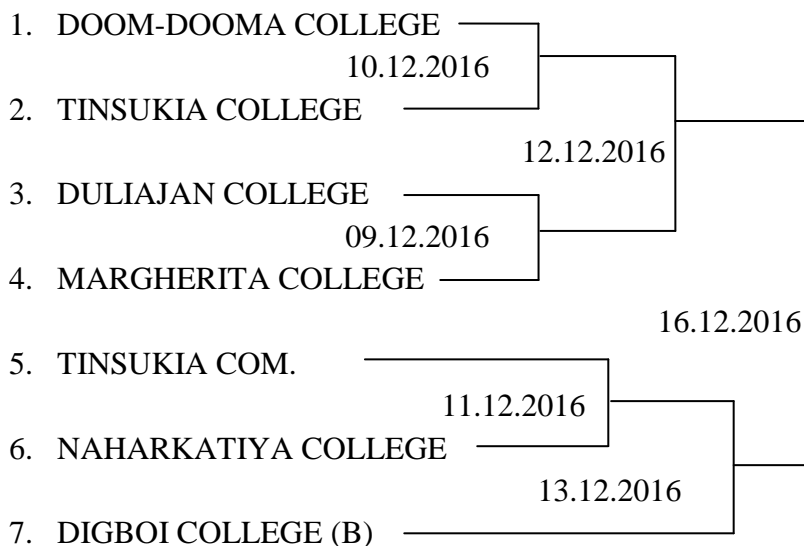 1. DOOM-DOOMA COLLEGE
10.12.2016
2. TINSUKIA COLLEGE
12.12.2016
3. DULIAJAN COLLEGE
09.12.2016
4. MARGHERITA COLLEGE
16.12.2016
5. TINSUKIA COM.
11.12.2016
6. NAHARKATIYA COLLEGE
13.12.2016
7. DIGBOI COLLEGE (B)